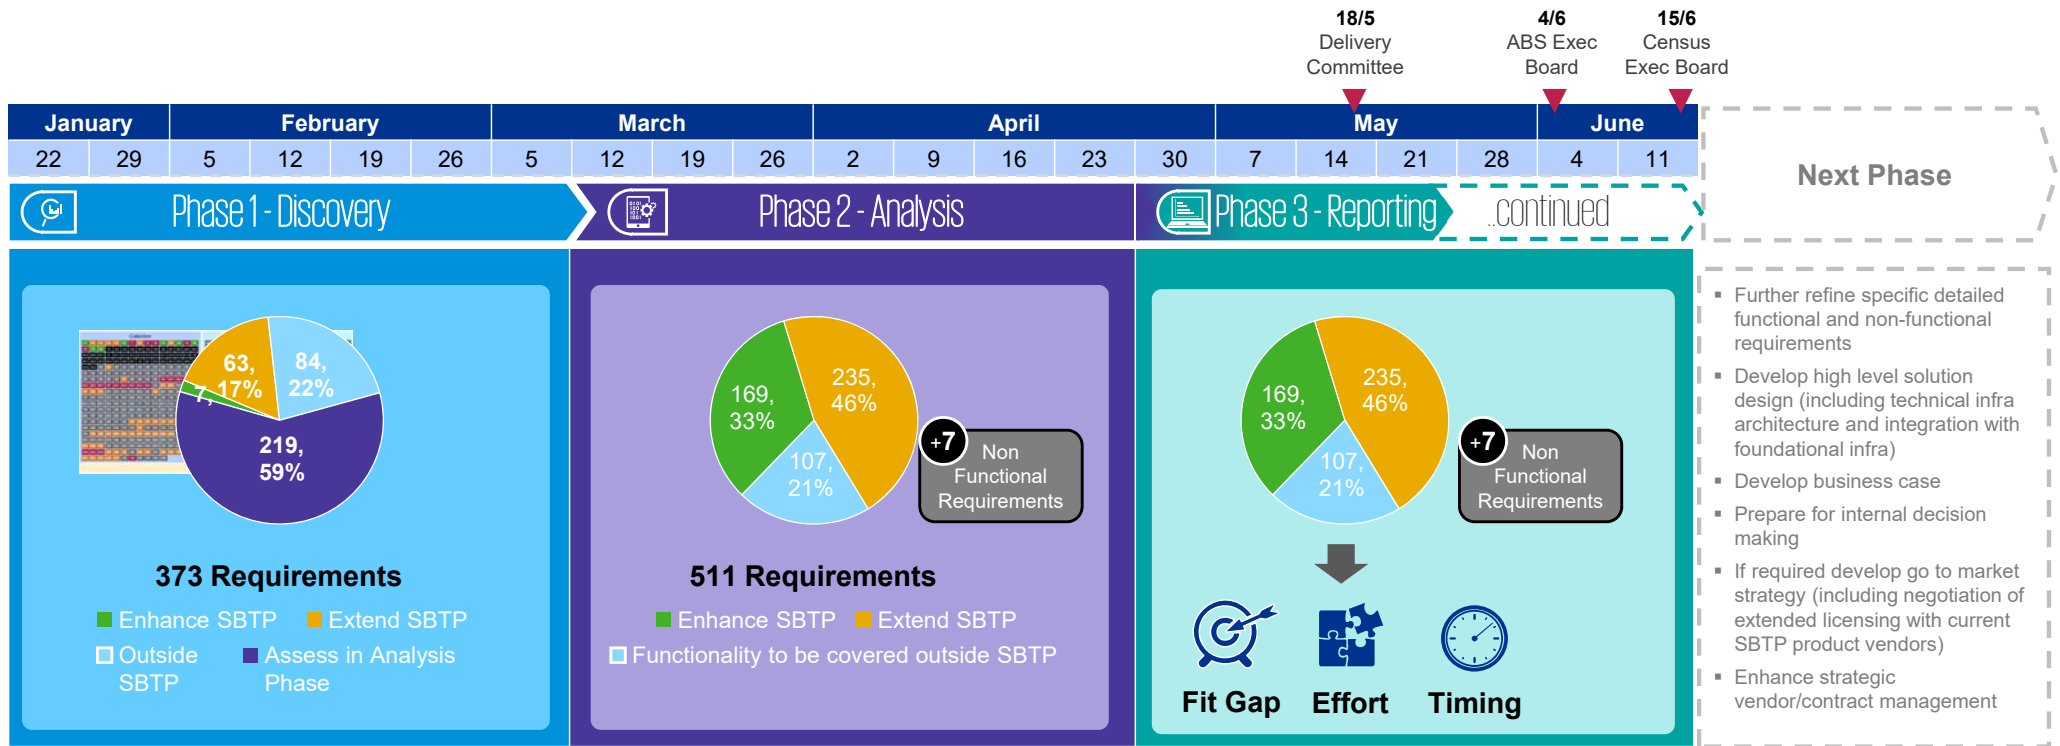 18/5
Delivery
Committee
4/6
ABS Exec
Board
15/6
Census
Exec Board
January February March April May June
22 29 5 12 19 26 5 12 19 26 2 9 16 23 30 7 14 21 28 4 11
Next Phase
Phase 1 - Discovery
Phase 2 - Analysis
Phase 3 - Reporting
..continued
63,
17%
84,
22%
7,
219,
59%
373 Requirements
Enhance SBTP
Extend SBTP
Outside
SBTP
Assess in Analysis
Phase
169,
33%
235,
46%
107,
21%
+7
Non
Functional
Requirements
511 Requirements
Enhance SBTP
Extend SBTP
Functionality to be covered outside SBTP
169,
33%
235,
46%
107,
21%
+7
Non
Functional
Requirements
Fit Gap
Effort
Timing
▪ Further refine specific detailed
functional and non-functional
requirements
▪ Develop high level solution
design (including technical infra
architecture and integration with
foundational infra)
▪ Develop business case
▪ Prepare for internal decision
making
▪ If required develop go to market
strategy (including negotiation of
extended licensing with current
SBTP product vendors)
▪ Enhance strategic
vendor/contract management